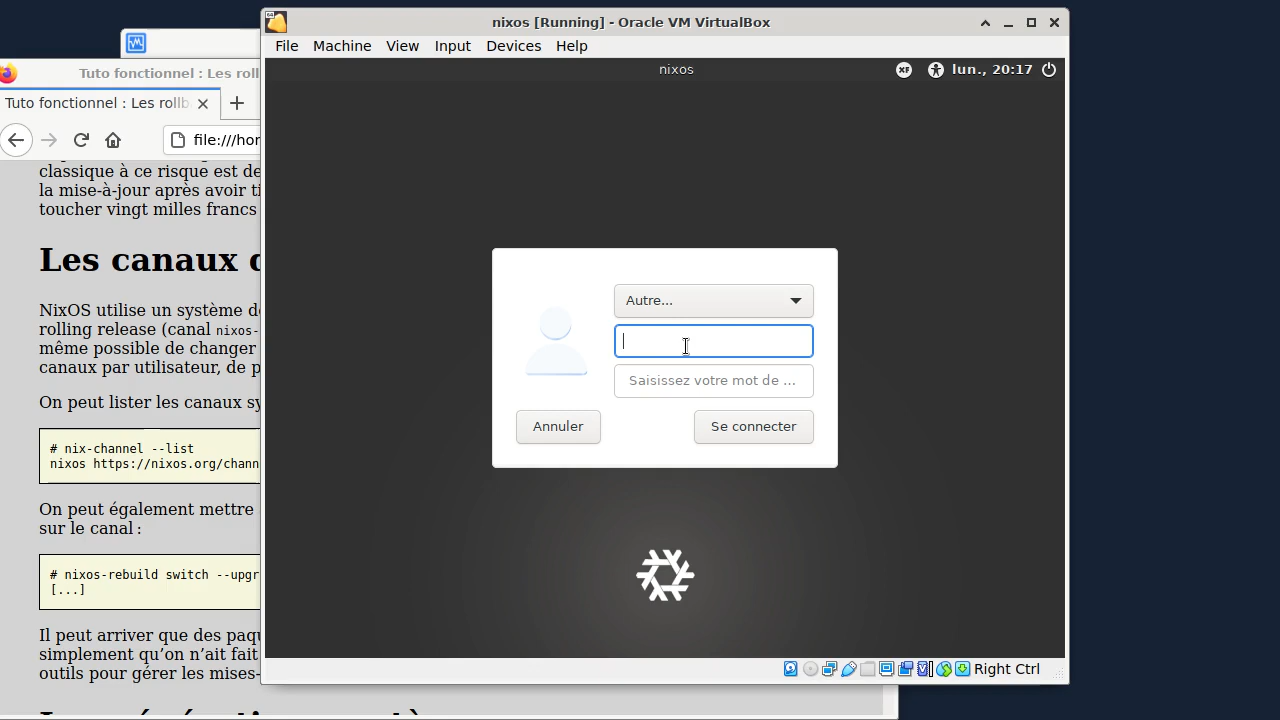 nixos [Running] - Oracle VM VirtualBox
File Machine View Input Devices Help
Tuto fonctionnel : Les roll
Tuto fonctionnel : Les rollb
file:///hor
nixos
lun., 20:17
classique à ce risque est de
la mise-à-jour après avoir ti
toucher vingt milles francs
Les canaux d
NixOS utilise un système de
rolling release (canal nixos-
même possible de changer
canaux par utilisateur, de p
On peut lister les canaux sy
# nix-channel --list
nixos https://nixos.org/chann
On peut également mettre
sur le canal :
# nixos-rebuild switch --upgr
[...]
Il peut arriver que des paqu
simplement qu’on n’ait fait
outils pour gérer les mises-
Autre...
Saisissez votre mot de ...
Annuler
Se connecter
Right Ctrl